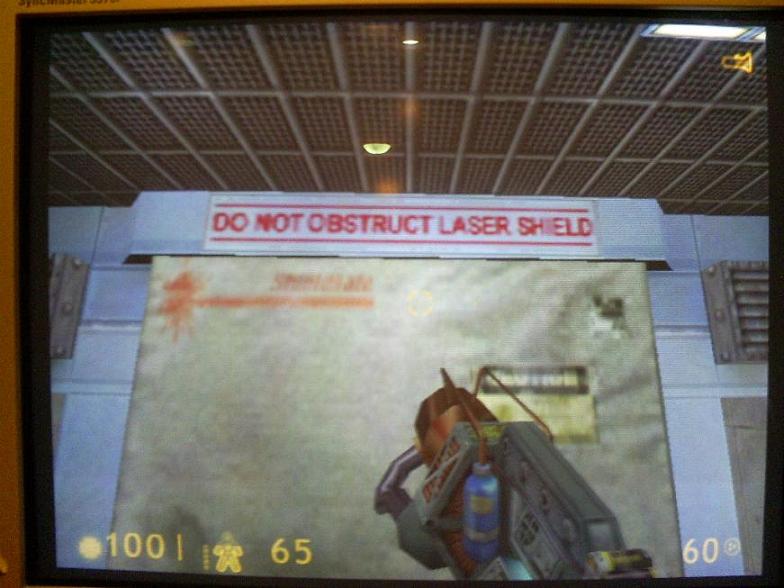 DO NOT OBSTRUCT LASER SHIELD
100 65 60